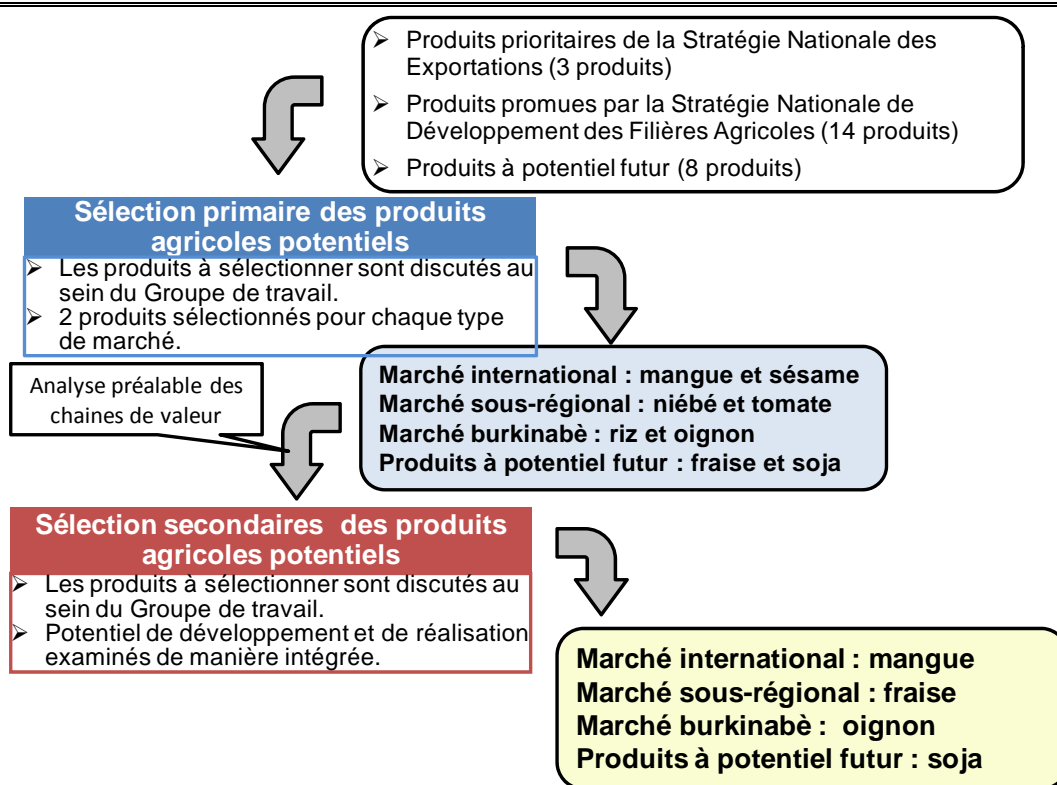 ➢ Produits prioritaires de la Stratégie Nationale des
Exportations (3 produits)
➢ Produits promues par la Stratégie Nationale de
Développement des Filières Agricoles (14 produits)
➢ Produits à potentiel futur (8 produits)
Sélection primaire des produits
agricoles potentiels
➢ Les produits à sélectionner sont discutés au
sein du Groupe de travail.
➢ 2 produits sélectionnés pour chaque type
de marché.
Analyse préalable des
chaines de valeur
Marché international : mangue et sésame
Marché sous-régional : niébé et tomate
Marché burkinabè : riz et oignon
Produits à potentiel futur : fraise et soja
Sélection secondaires des produits
agricoles potentiels
➢ Les produits à sélectionner sont discutés au
sein du Groupe de travail.
➢ Potentiel de développement et de réalisation
examinés de manière intégrée.
Marché international : mangue
Marché sous-régional : fraise
Marché burkinabè : oignon
Produits à potentiel futur : soja